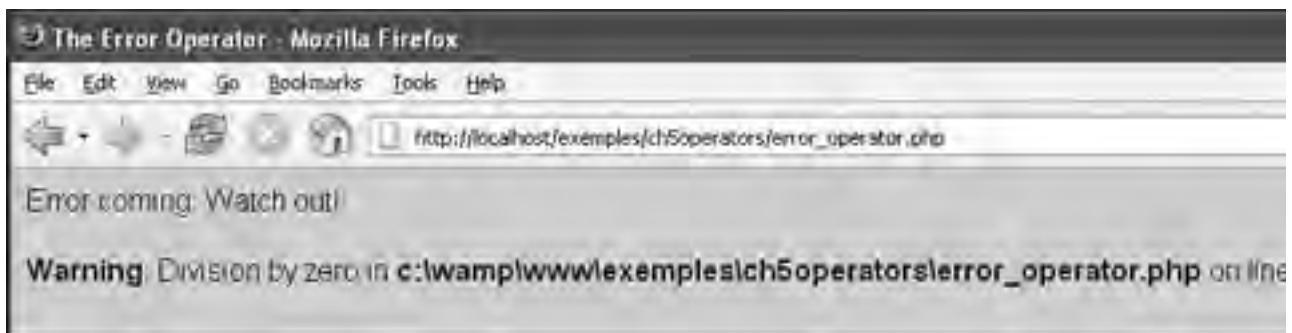 The Error Operator - Mozilla Firefox
File Edit View Go Bookmarks Tools Help
http://localhost/exemples/ch5operators/error_operator.php
Error coming. Watch out!
Warning: Division by zero in c:\wamp\www\exemples\ch5operators\error_operator.php on line